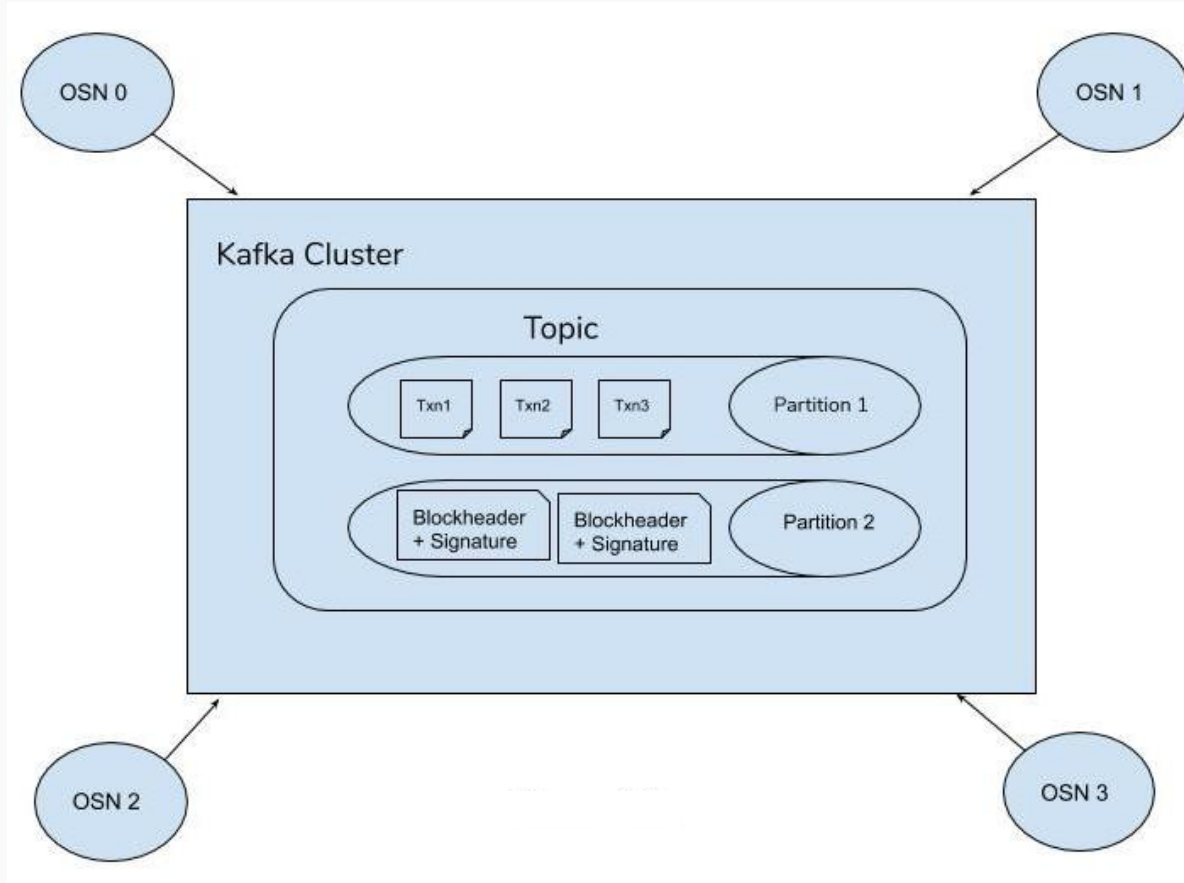 OSN 0
OSN 1
Kafka Cluster
Topic
Txn1
Txn2
Txn3
Partition 1
Blockheader
+ Signature
Blockheader
+ Signature
Partition 2
OSN 2
OSN 3